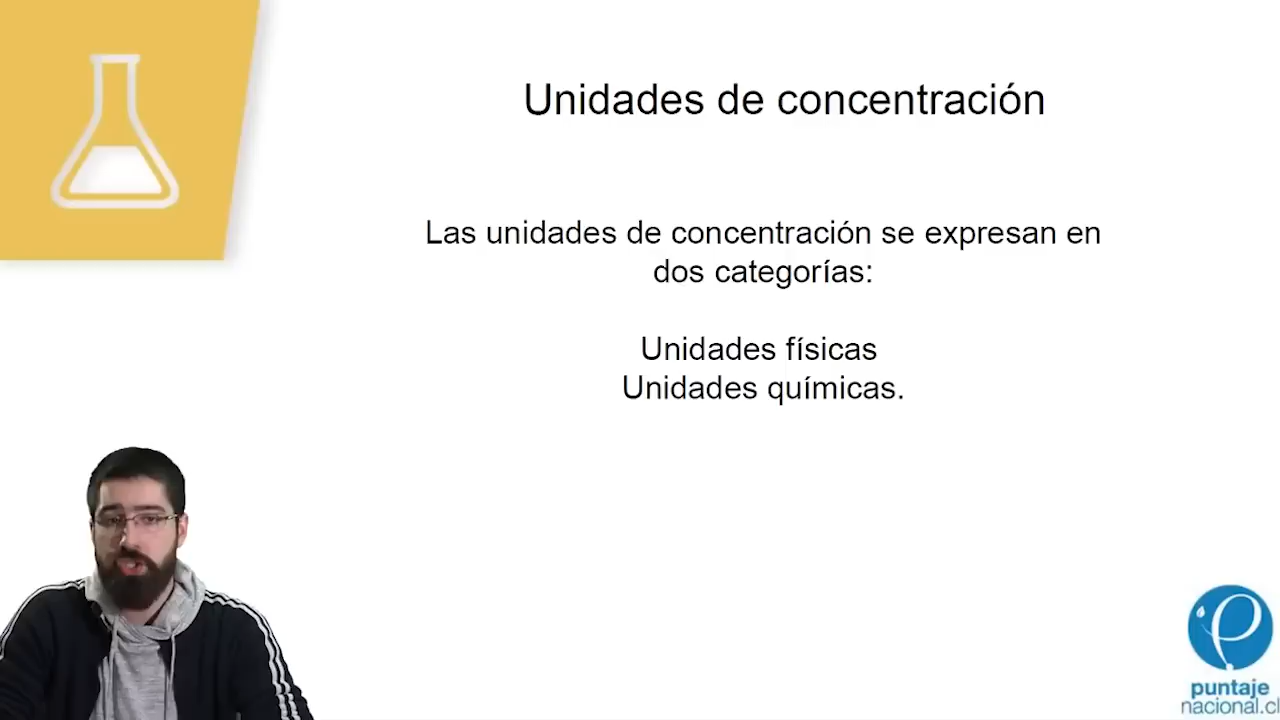 Unidades de concentración
Las unidades de concentración se expresan en
dos categorías:
Unidades físicas
Unidades químicas.
puntaje
nacional.cl